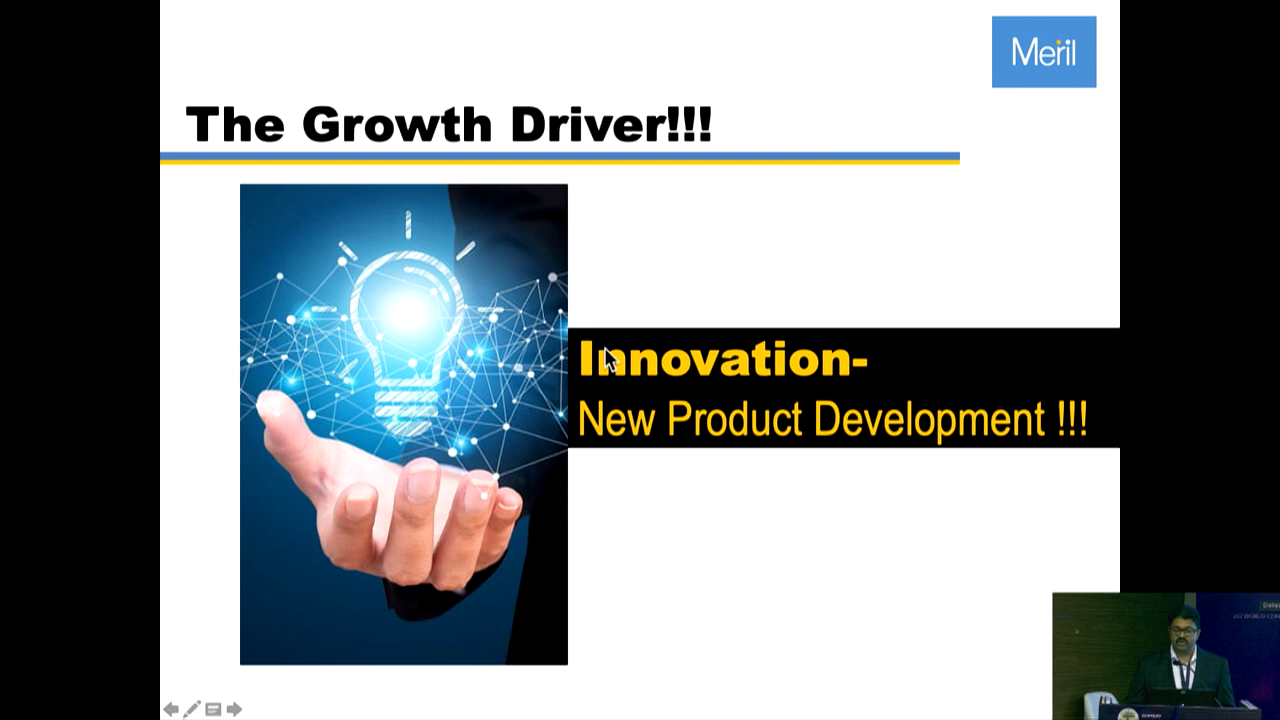 Meril
The Growth Driver!!!
Innovation-
New Product Development !!!